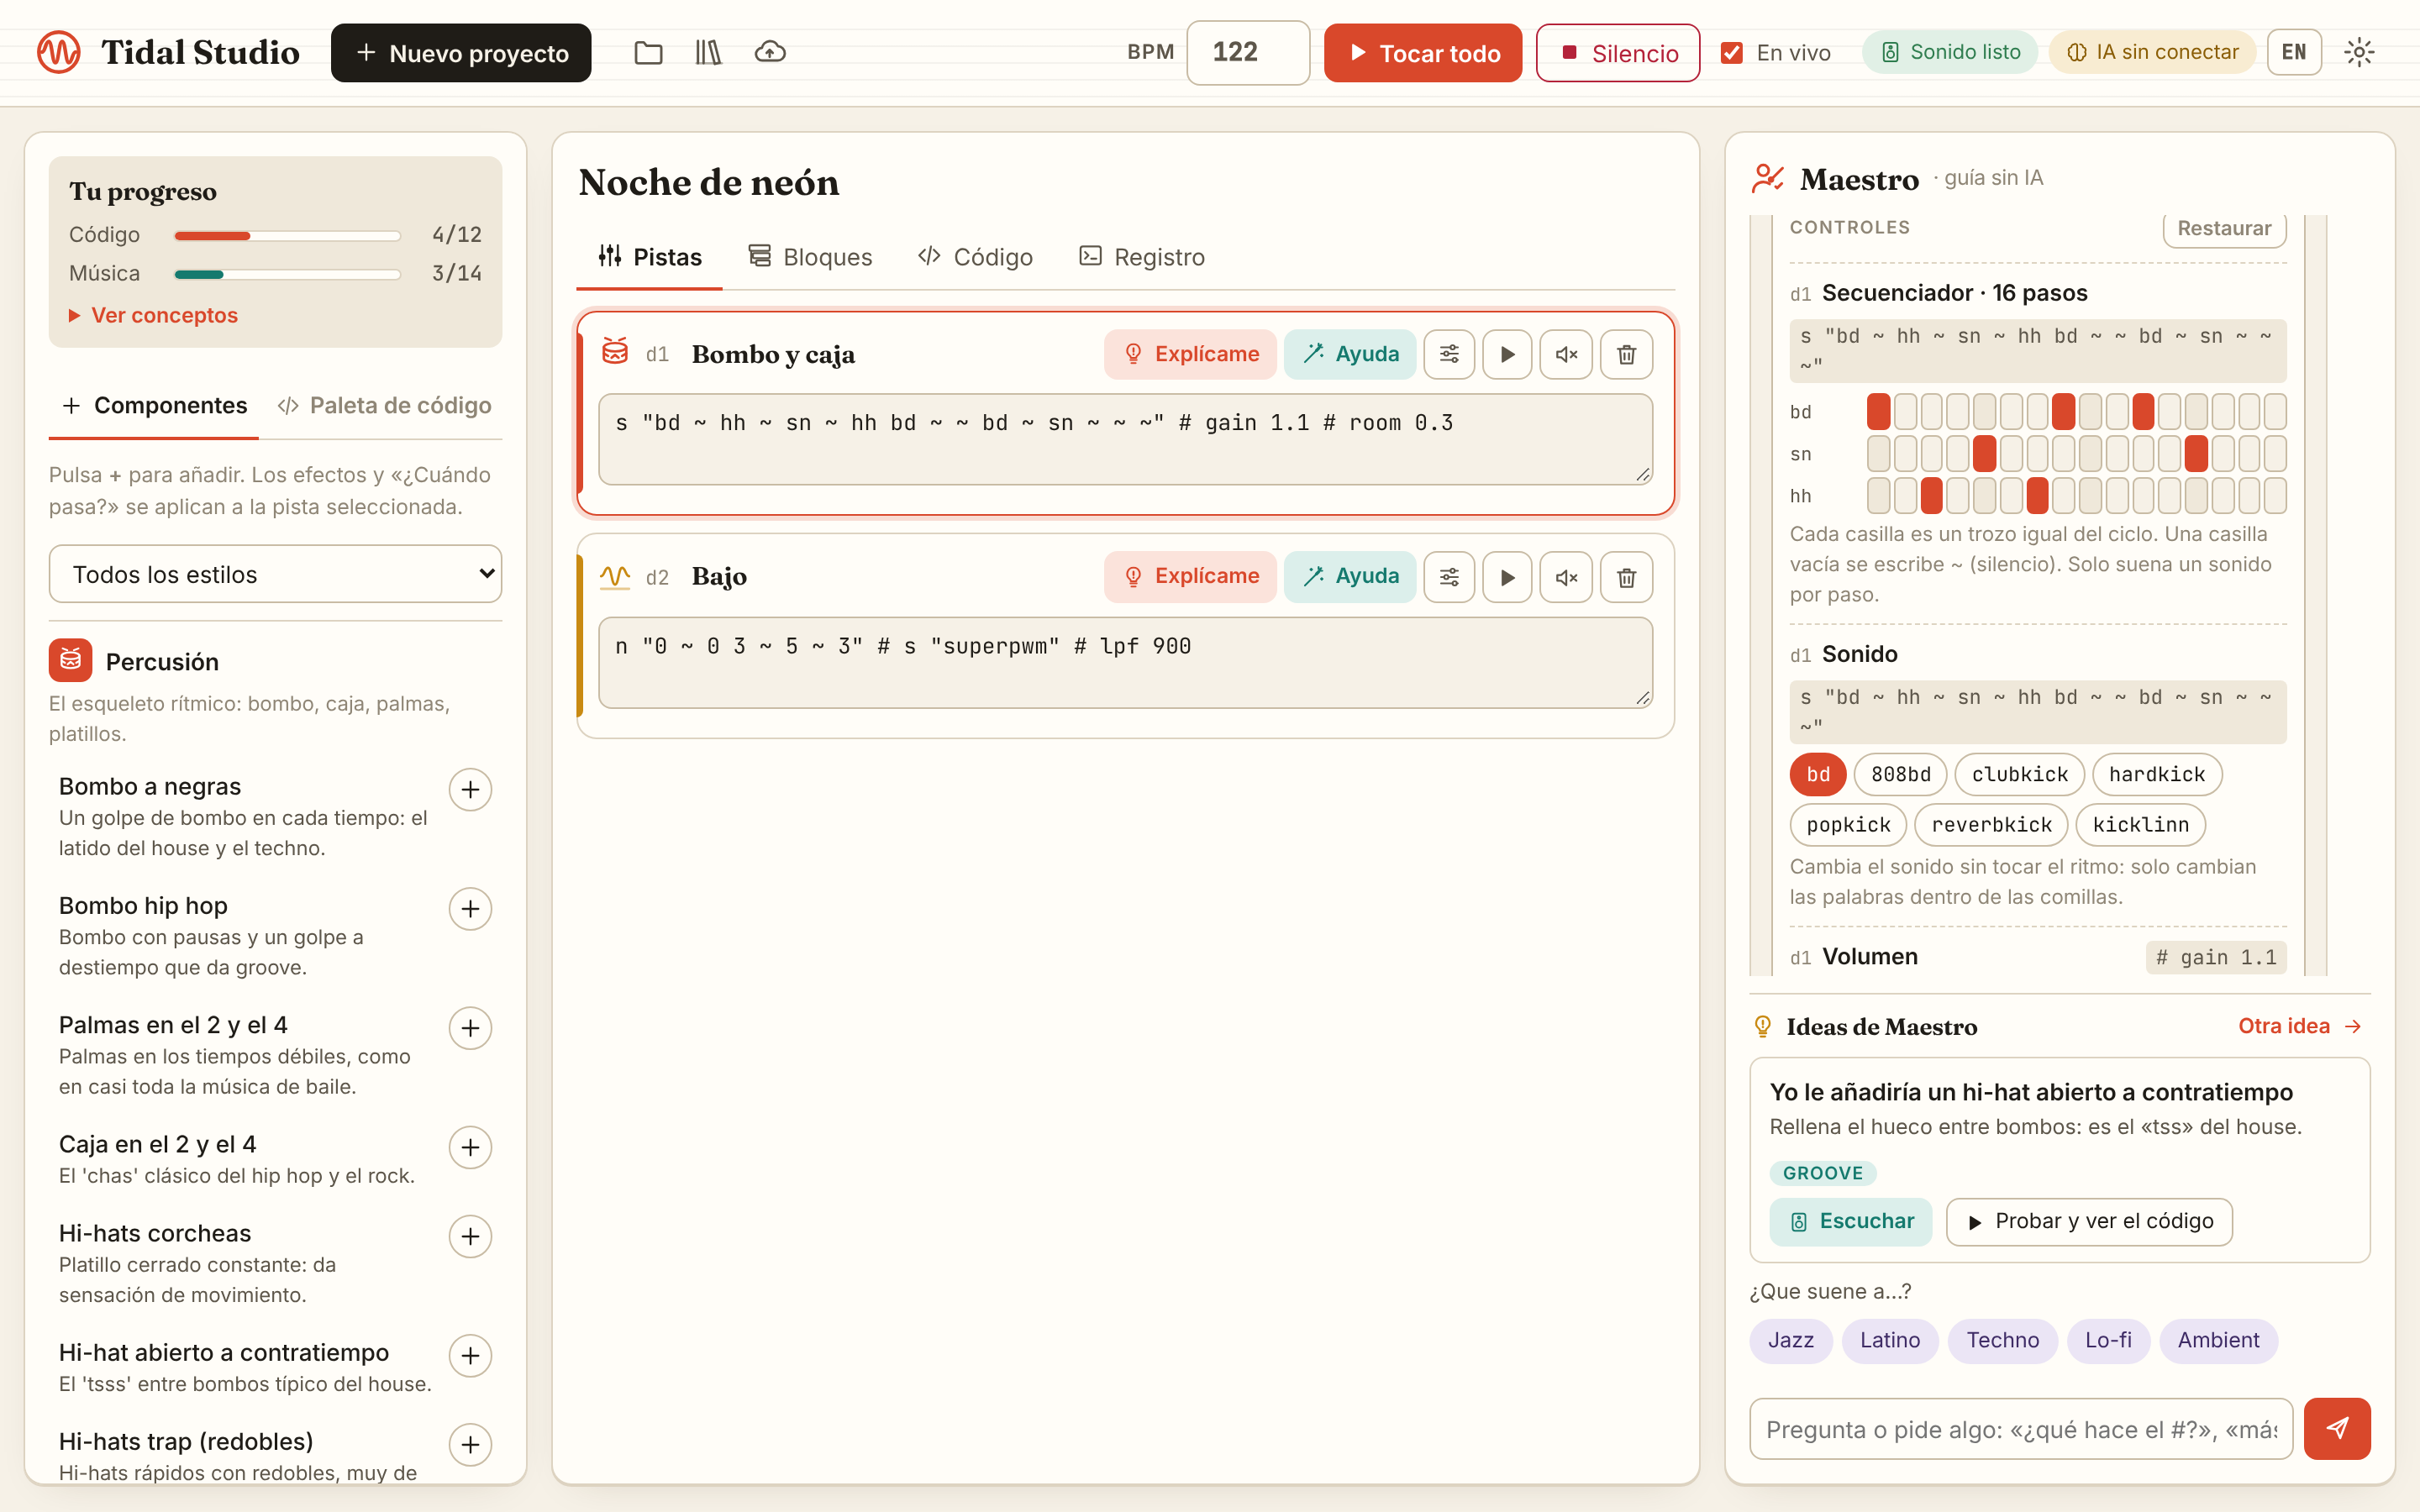 Tidal Studio
+ Nuevo proyecto
BPM 122
Tocar todo
Silencio
En vivo
Sonido listo
IA sin conectar
EN
Tu progreso
Código 4/12
Música 3/14
Ver conceptos
+ Componentes
</> Paleta de código
Pulsa + para añadir. Los efectos y «¿Cuándo
pasa?» se aplican a la pista seleccionada.
Todos los estilos
Percusión
El esqueleto rítmico: bombo, caja, palmas,
platillos.
Bombo a negras
Un golpe de bombo en cada tiempo: el
latido del house y el techno.
Bombo hip hop
Bombo con pausas y un golpe a
destiempo que da groove.
Palmas en el 2 y el 4
Palmas en los tiempos débiles, como
en casi toda la música de baile.
Caja en el 2 y el 4
El 'chas' clásico del hip hop y el rock.
Hi-hats corcheas
Platillo cerrado constante: da
sensación de movimiento.
Hi-hat abierto a contratiempo
El 'tsss' entre bombos típico del house.
Hi-hats trap (redobles)
Hi-hats rápidos con redobles, muy de
Noche de neón
Pistas
Bloques
</> Código
Registro
d1 Bombo y caja
Explícame
Ayuda
s "bd ~ hh ~ sn ~ hh bd ~ ~ bd ~ sn ~ ~ ~" # gain 1.1 # room 0.3
d2 Bajo
Explícame
Ayuda
n "0 ~ 0 3 ~ 5 ~ 3" # s "superpwm" # lpf 900
Maestro · guía sin IA
CONTROLES
Restaurar
d1 Secuenciador · 16 pasos
s "bd ~ hh ~ sn ~ hh bd ~ ~ bd ~ sn ~ ~
~"
bd
sn
hh
Cada casilla es un trozo igual del ciclo. Una casilla
vacía se escribe ~ (silencio). Solo suena un sonido
por paso.
d1 Sonido
s "bd ~ hh ~ sn ~ hh bd ~ ~ bd ~ sn ~ ~
~"
bd 808bd clubkick hardkick
popkick reverbkick kicklinn
Cambia el sonido sin tocar el ritmo: solo cambian
las palabras dentro de las comillas.
d1 Volumen # gain 1.1
Ideas de Maestro
Otra idea →
Yo le añadiría un hi-hat abierto a contratiempo
Rellena el hueco entre bombos: es el «tss» del house.
GROOVE
Escuchar
Probar y ver el código
¿Que suene a...?
Jazz Latino Techno Lo-fi Ambient
Pregunta o pide algo: «¿qué hace el #?», «más